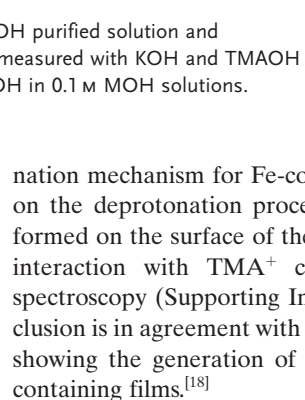 OH purified solution and
measured with KOH and TMAOH
OH in 0.1 M MOH solutions.
nation mechanism for Fe-co
on the deprotonation proce
formed on the surface of the
interaction with TMA⁺ c
spectroscopy (Supporting In
clusion is in agreement with
showing the generation of
containing films.[18]